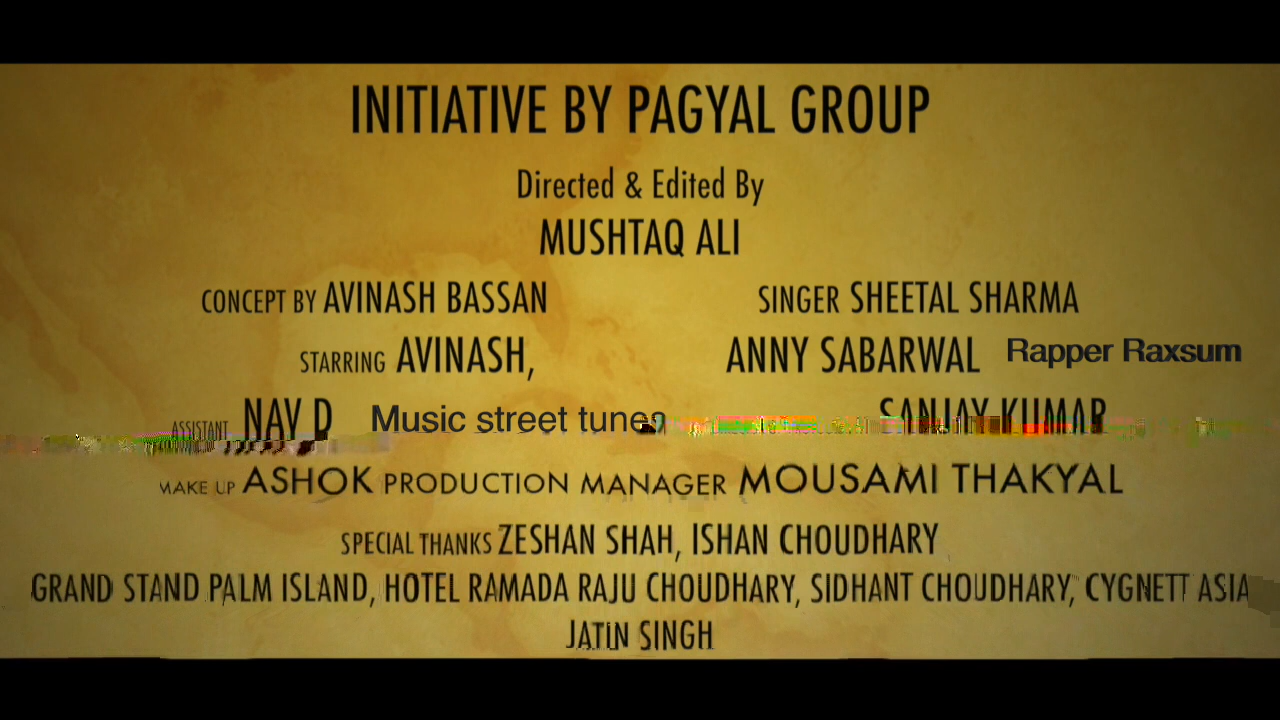 INITIATIVE BY PAGYAL GROUP
Directed & Edited By
MUSHTAQ ALI
CONCEPT BY AVINASH BASSAN SINGER SHEETAL SHARMA
STARRING AVINASH, ANNY SABARWAL Rapper Raxsum
ASSISTANT NAV D Music street tunes SANJAY KUMAR
MAKE UP ASHOK PRODUCTION MANAGER MOUSAMI THAKYAL
SPECIAL THANKS ZESHAN SHAH, ISHAN CHOUDHARY
GRAND STAND PALM ISLAND, HOTEL RAMADA RAJU CHOUDHARY, SIDHANT CHOUDHARY, CYGNETT ASIA
JATIN SINGH